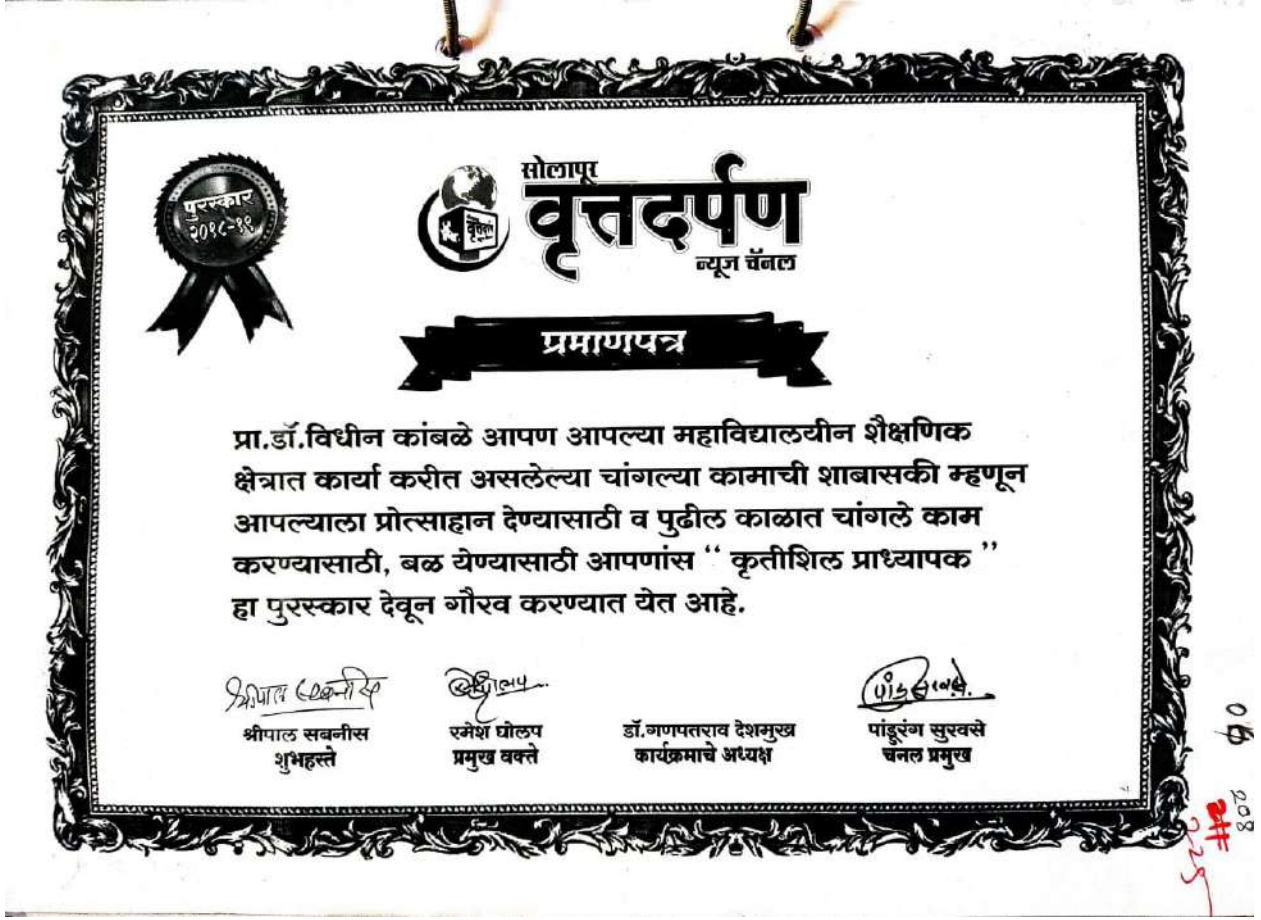 पुरस्कार
२०१८-१९
सोलापूर
वृत्तदर्पण
न्यूज चॅनल
प्रमाणपत्र
प्रा.डॉ.विधीन कांबळे आपण आपल्या महाविद्यालयीन शैक्षणिक
क्षेत्रात कार्या करीत असलेल्या चांगल्या कामाची शाबासकी म्हणून
आपल्याला प्रोत्साहान देण्यासाठी व पुढील काळात चांगले काम
करण्यासाठी, बळ येण्यासाठी आपणांस “ कृतीशिल प्राध्यापक ”
हा पुरस्कार देवून गौरव करण्यात येत आहे.
श्रीपाल सबनीस
शुभहस्ते
रमेश घोलप
प्रमुख वक्ते
डॉ.गणपतराव देशमुख
कार्यक्रमाचे अध्यक्ष
पांडूरंग सुरवसे
चॅनल प्रमुख
208